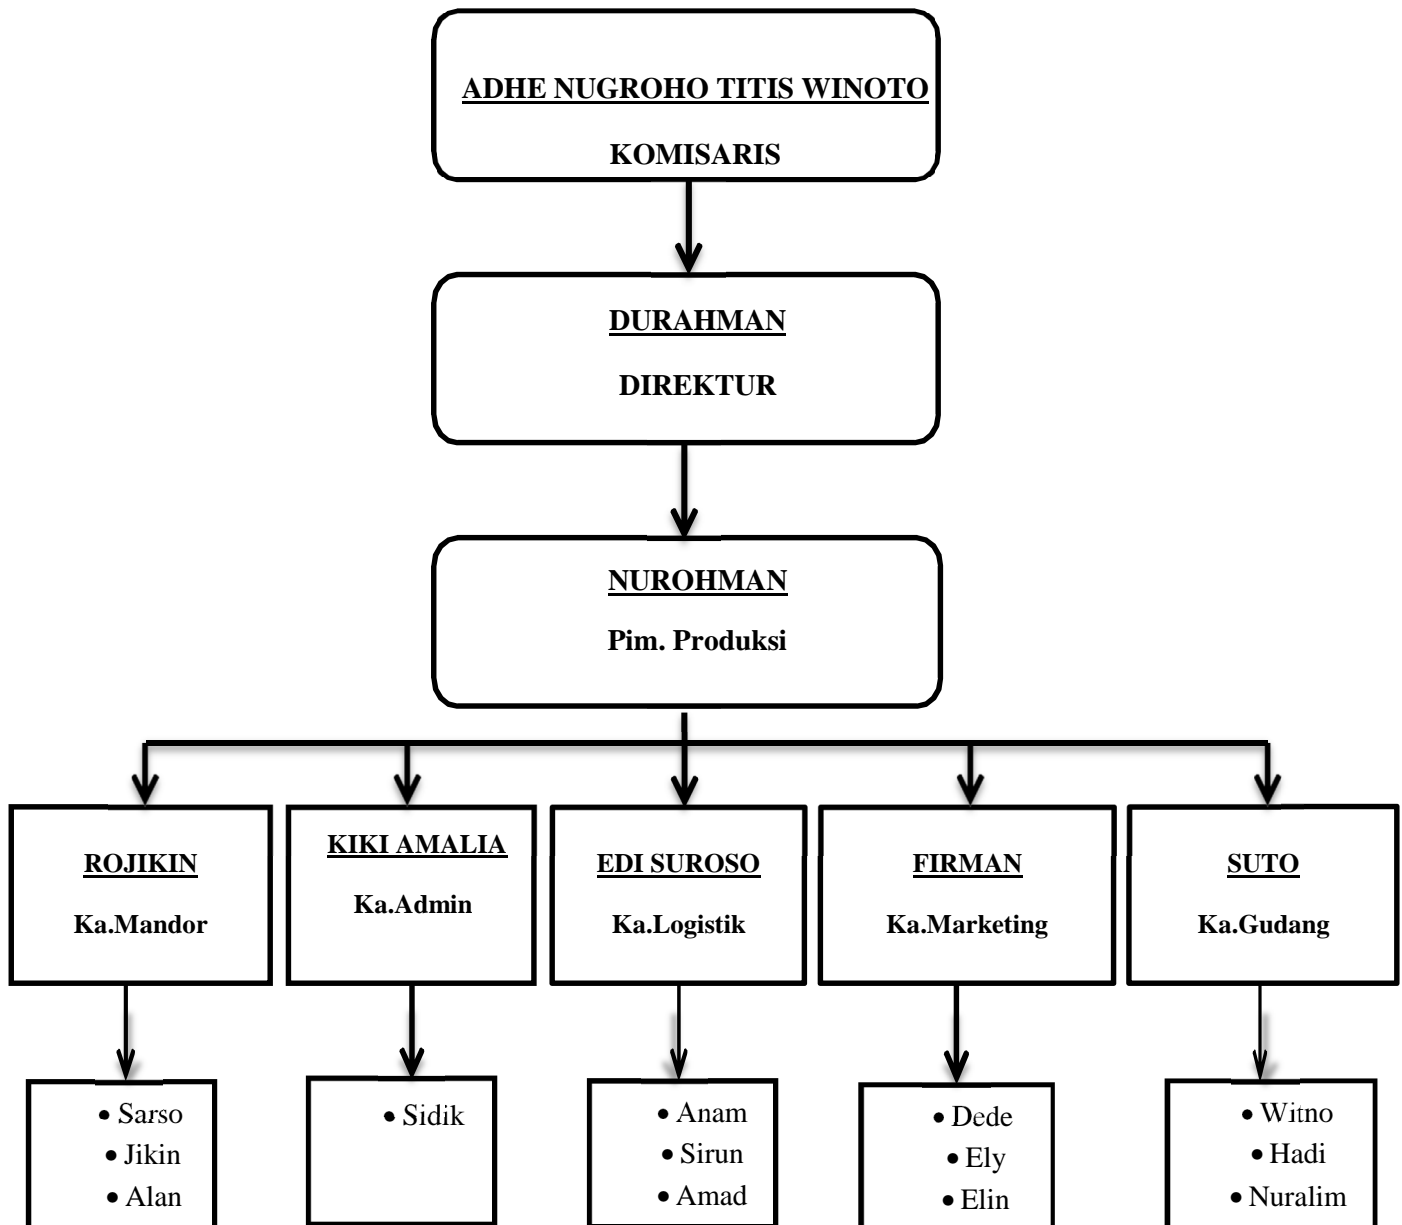 ADHE NUGROHO TITIS WINOTO
KOMISARIS
DURAHMAN
DIREKTUR
NUROHMAN
Pim. Produksi
ROJIKIN
Ka.Mandor
KIKI AMALIA
Ka.Admin
EDI SUROSO
Ka.Logistik
FIRMAN
Ka.Marketing
SUTO
Ka.Gudang
• Sarso
• Jikin
• Alan
• Sidik
• Anam
• Sirun
• Amad
• Dede
• Ely
• Elin
• Witno
• Hadi
• Nuralim